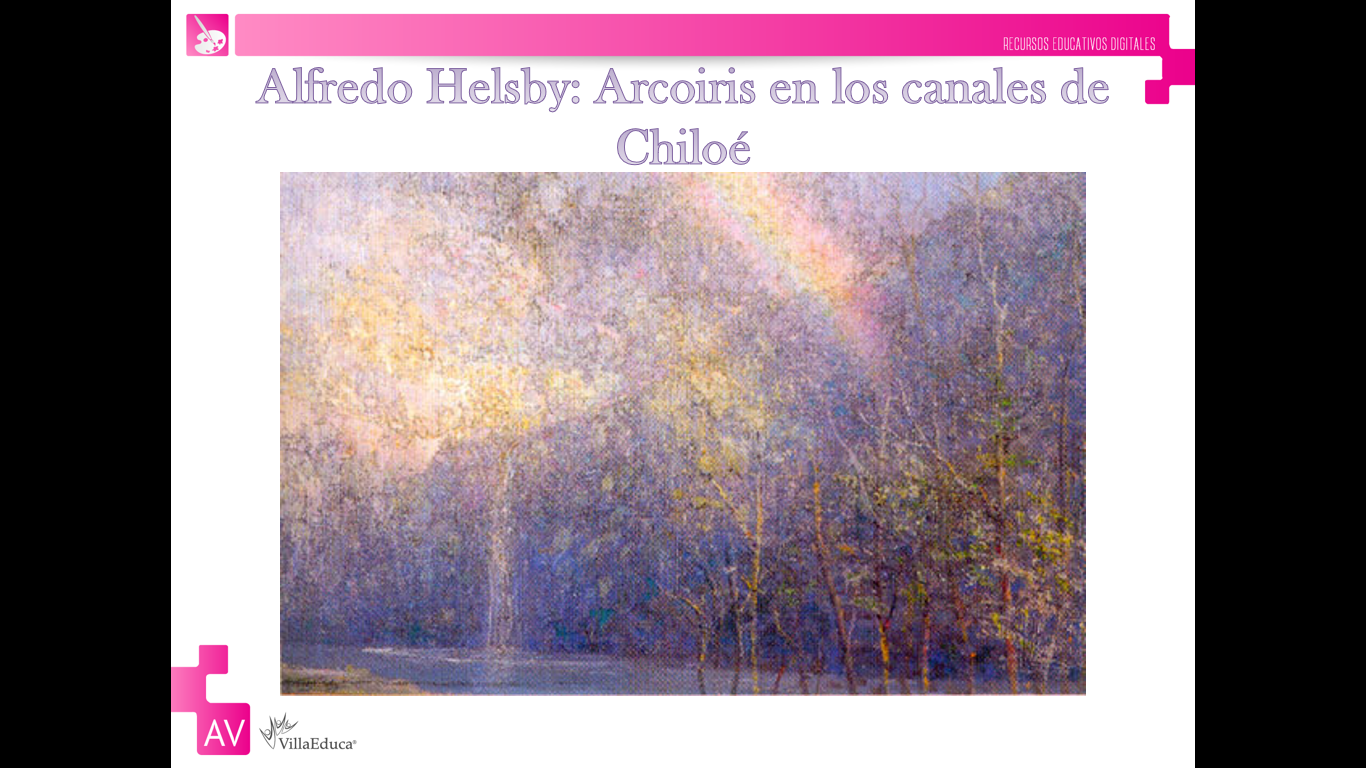 RECURSOS EDUCATIVOS DIGITALES
Alfredo Helsby: Arcoiris en los canales de
Chiloé
AV
VillaEduca®